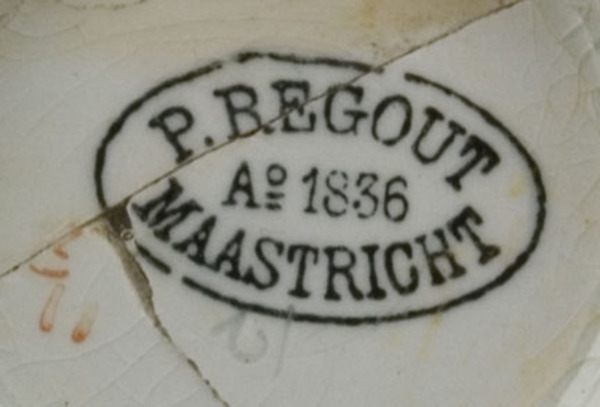 P. REGOUT
Aº 1836
MAASTRICHT